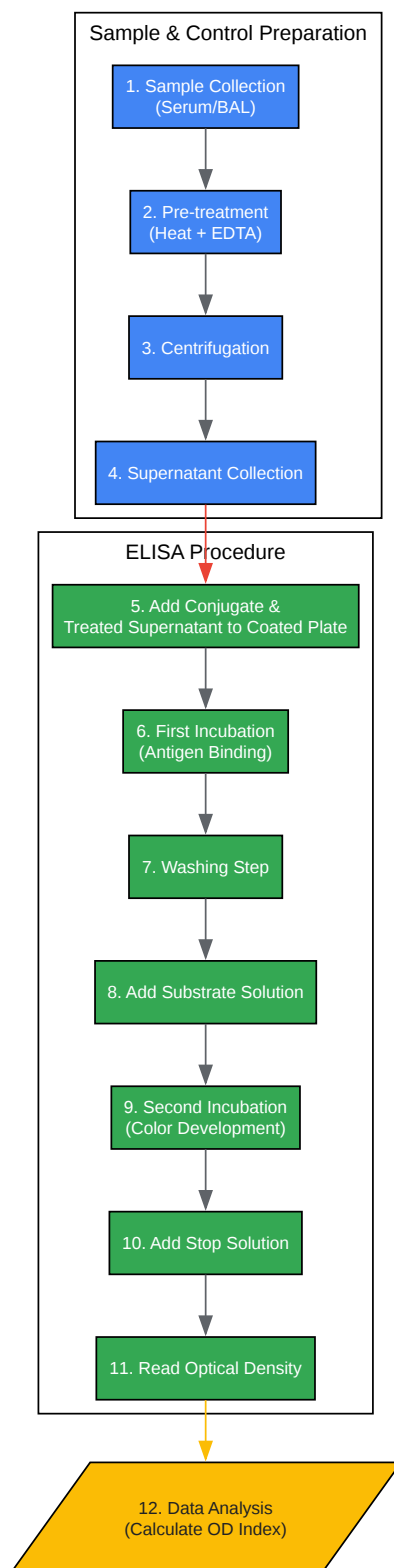 Sample & Control Preparation
1. Sample Collection
(Serum/BAL)
2. Pre-treatment
(Heat + EDTA)
3. Centrifugation
4. Supernatant Collection
ELISA Procedure
5. Add Conjugate &
Treated Supernatant to Coated Plate
6. First Incubation
(Antigen Binding)
7. Washing Step
8. Add Substrate Solution
9. Second Incubation
(Color Development)
10. Add Stop Solution
11. Read Optical Density
12. Data Analysis
(Calculate OD Index)